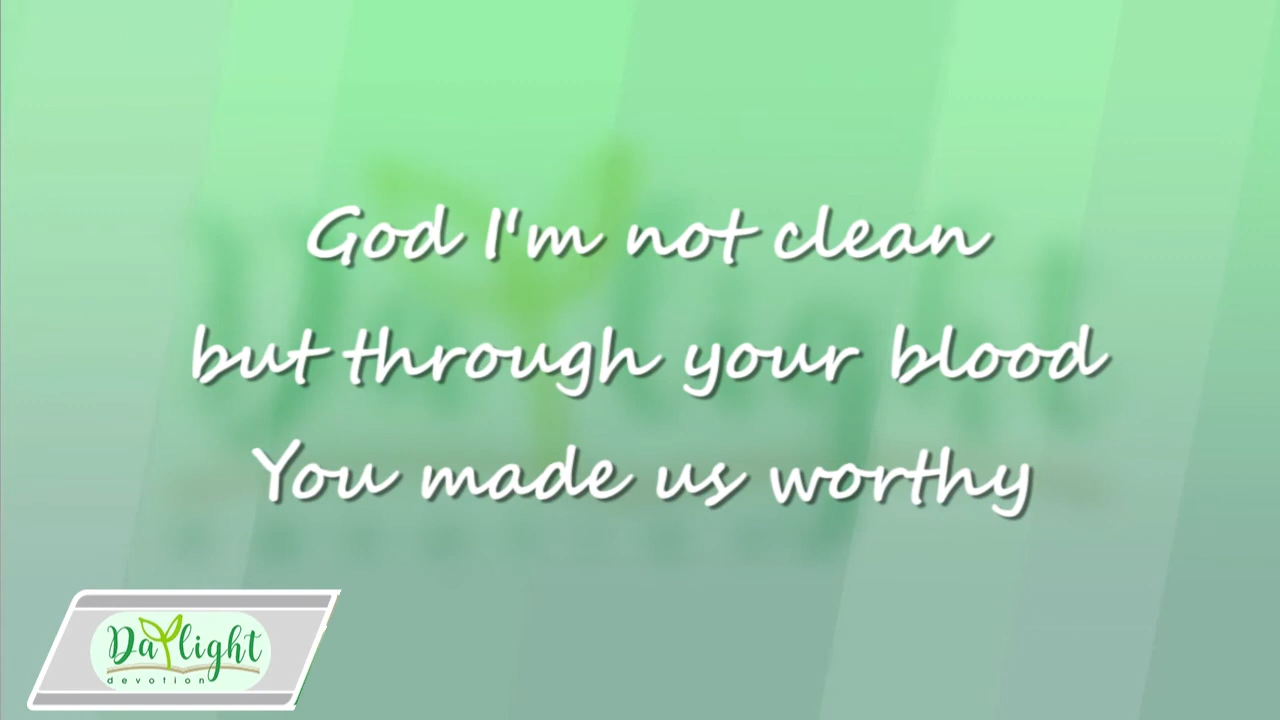 God I'm not clean
but through your blood
You made us worthy
Daylight
devotion